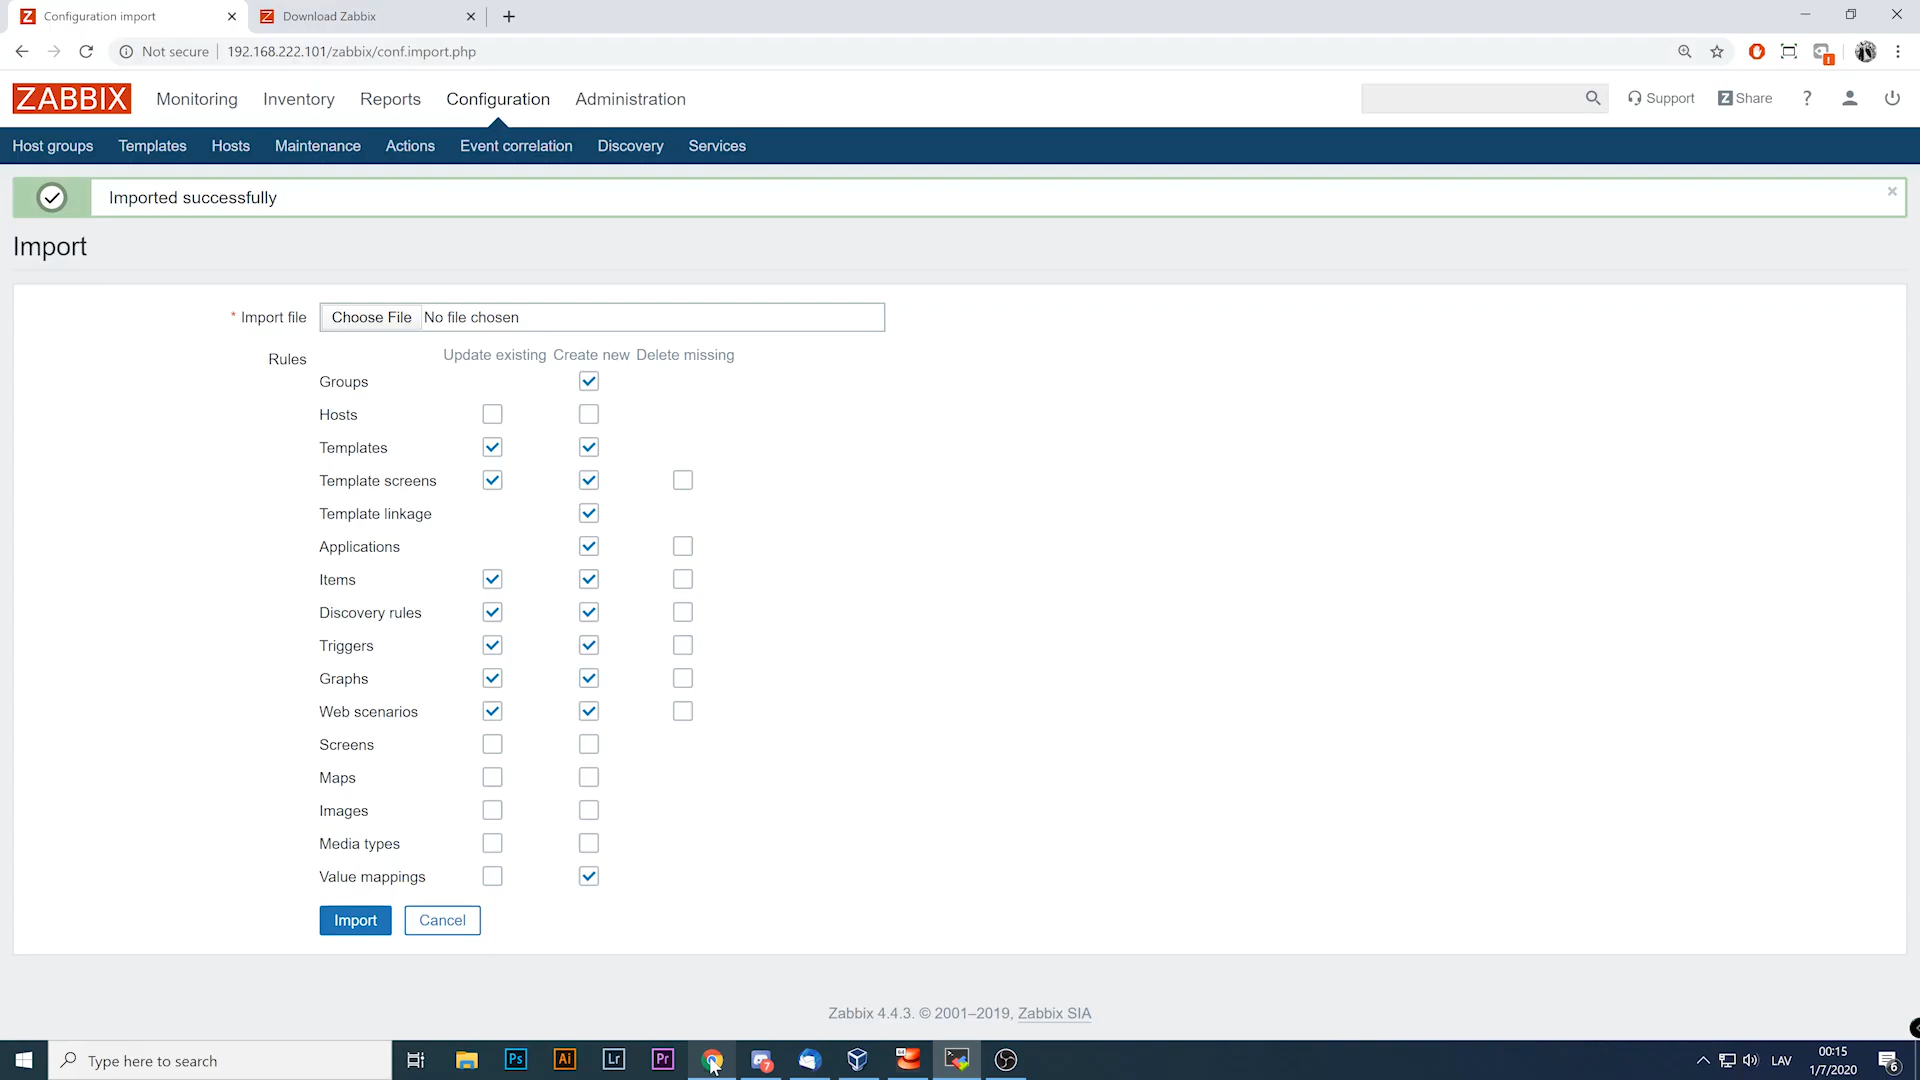 Configuration import
Download Zabbix
Not secure
192.168.222.101/zabbix/conf.import.php
ZABBIX
Monitoring
Inventory
Reports
Configuration
Administration
Support
Z Share
?
Host groups
Templates
Hosts
Maintenance
Actions
Event correlation
Discovery
Services
Imported successfully
Import
* Import file
Choose File
No file chosen
Rules
Update existing
Create new
Delete missing
Groups
Hosts
Templates
Template screens
Template linkage
Applications
Items
Discovery rules
Triggers
Graphs
Web scenarios
Screens
Maps
Images
Media types
Value mappings
Import
Cancel
Zabbix 4.4.3. © 2001–2019, Zabbix SIA
Type here to search
Ps
Ai
Lr
Pr
7
64
LAV
00:15
1/7/2020
6